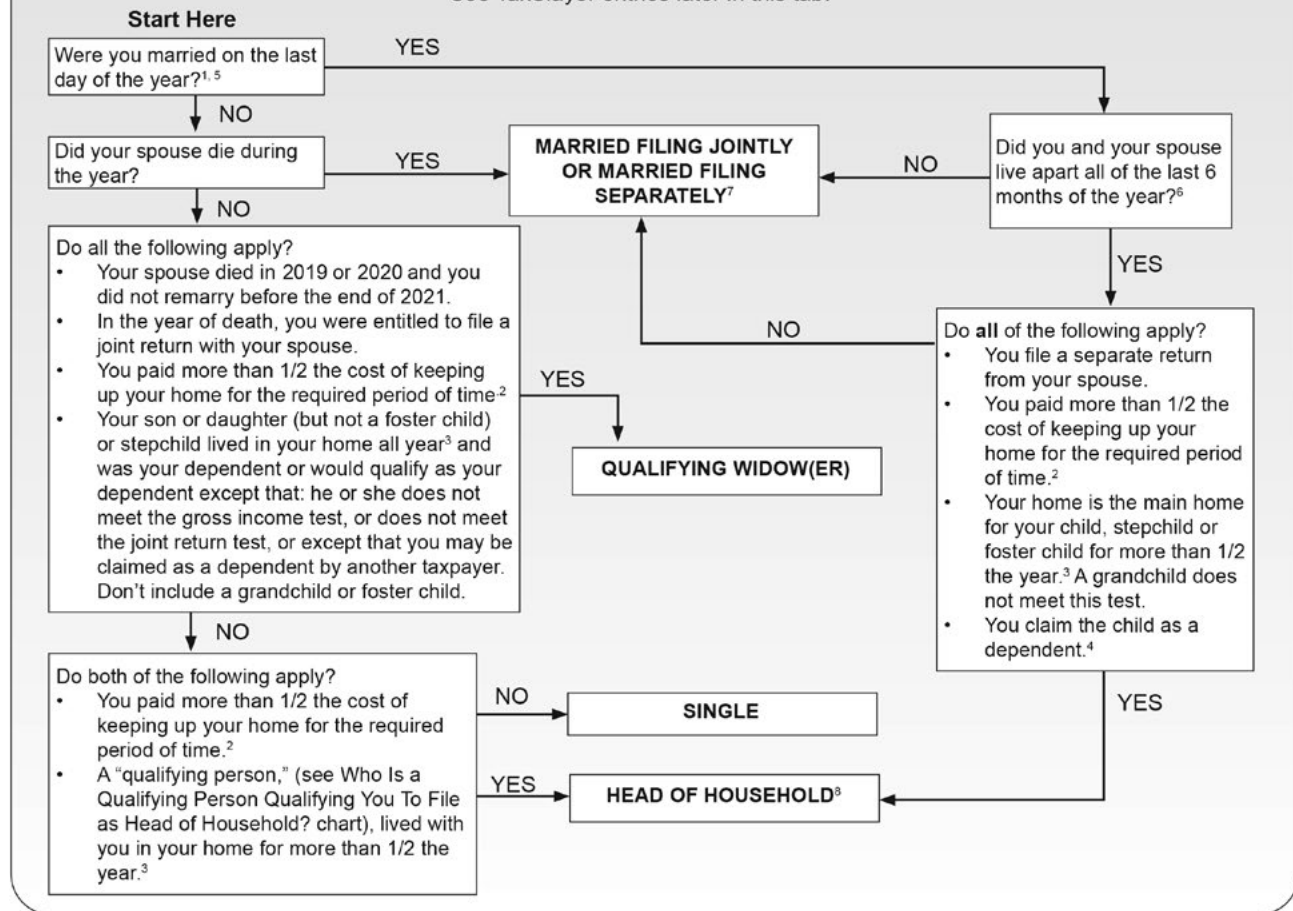 Start Here
Were you married on the last
day of the year?1, 5
YES
NO
Did your spouse die during
the year?
YES
MARRIED FILING JOINTLY
OR MARRIED FILING
SEPARATELY7
NO
Did you and your spouse
live apart all of the last 6
months of the year?6
NO
YES
Do all the following apply?
• Your spouse died in 2019 or 2020 and you
did not remarry before the end of 2021.
• In the year of death, you were entitled to file a
joint return with your spouse.
• You paid more than 1/2 the cost of keeping
up your home for the required period of time.2
• Your son or daughter (but not a foster child)
or stepchild lived in your home all year3 and
was your dependent or would qualify as your
dependent except that: he or she does not
meet the gross income test, or does not meet
the joint return test, or except that you may be
claimed as a dependent by another taxpayer.
Don't include a grandchild or foster child.
YES
QUALIFYING WIDOW(ER)
NO
Do all of the following apply?
• You file a separate return
from your spouse.
• You paid more than 1/2 the
cost of keeping up your
home for the required period
of time.2
• Your home is the main home
for your child, stepchild or
foster child for more than 1/2
the year.3 A grandchild does
not meet this test.
• You claim the child as a
dependent.4
YES
NO
Do both of the following apply?
• You paid more than 1/2 the cost of
keeping up your home for the required
period of time.2
• A "qualifying person," (see Who Is a
Qualifying Person Qualifying You To File
as Head of Household? chart), lived with
you in your home for more than 1/2 the
year.3
NO
SINGLE
YES
HEAD OF HOUSEHOLD8